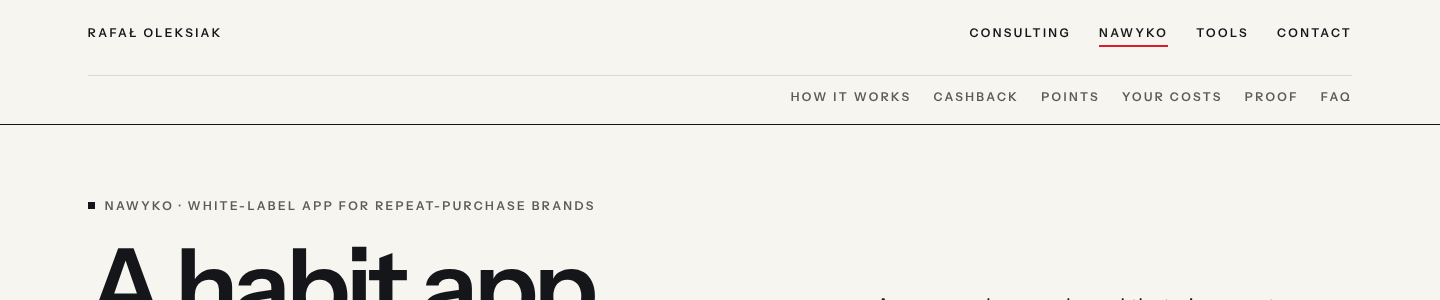 RAFAŁ OLEKSIAK
CONSULTING NAWYKO TOOLS CONTACT
HOW IT WORKS CASHBACK POINTS YOUR COSTS PROOF FAQ
NAWYKO · WHITE-LABEL APP FOR REPEAT-PURCHASE BRANDS
A habit app